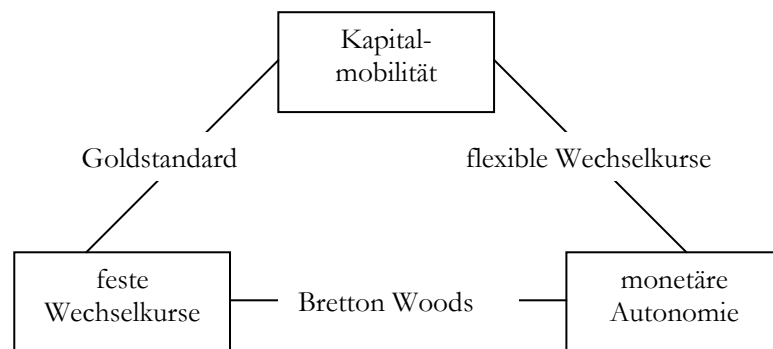 Kapital-
mobilität
Goldstandard
flexible Wechselkurse
feste
Wechselkurse
Bretton Woods
monetäre
Autonomie